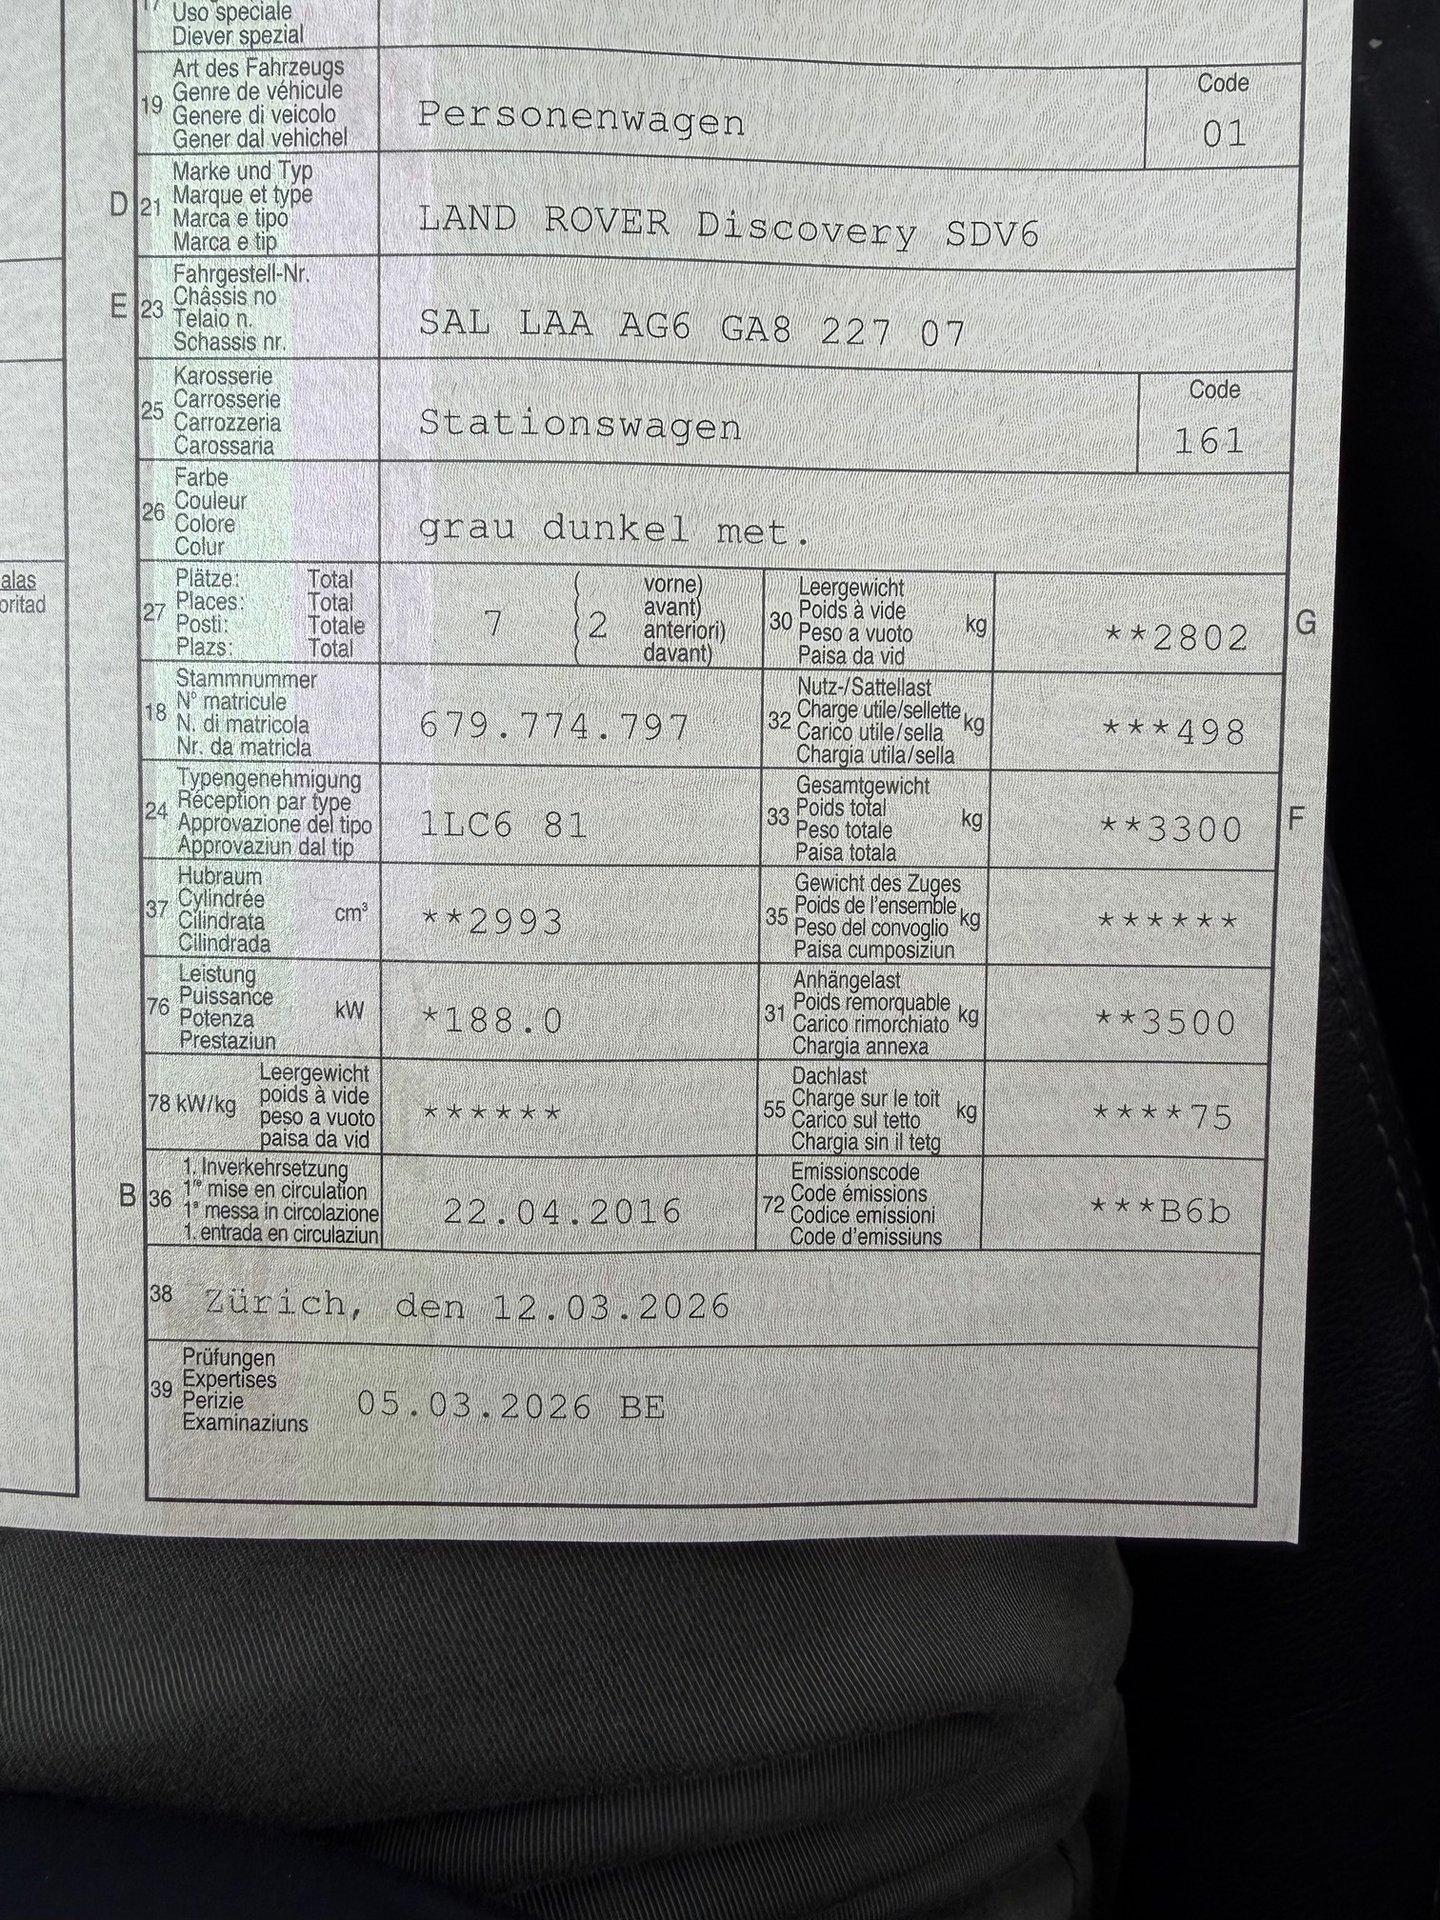 17 Uso speciale
Diever spezial
Art des Fahrzeugs
19 Genre de véhicule
Genere di veicolo
Gener dal vehichel
Personenwagen
Code
01
D 21 Marke und Typ
Marque et type
Marca e tipo
Marca e tip
LAND ROVER Discovery SDV6
E 23 Fahrgestell-Nr.
Châssis no
Telaio n.
Schassis nr.
SAL LAA AG6 GA8 227 07
25 Karosserie
Carrosserie
Carrozzeria
Carossaria
Stationswagen
Code
161
26 Farbe
Couleur
Colore
Colur
grau dunkel met.
alas
oritad
27 Plätze: Total
Places: Total
Posti: Totale
Plazs: Total
7 ( 2 vorne)
avant)
anteriori)
davant)
30 Leergewicht
Poids à vide kg
Peso a vuoto
Paisa da vid
**2802 G
18 Stammnummer
N° matricule
N. di matricola
Nr. da matricla
679.774.797
32 Nutz-/Sattellast
Charge utile/sellette kg
Carico utile/sella
Chargia utila/sella
***498
24 Typengenehmigung
Réception par type
Approvazione del tipo
Approvaziun dal tip
1LC6 81
33 Gesamtgewicht
Poids total kg
Peso totale
Paisa totala
**3300 F
37 Hubraum
Cylindrée cm³
Cilindrata
Cilindrada
**2993
35 Gewicht des Zuges
Poids de l'ensemble kg
Peso del convoglio
Paisa cumposiziun
******
76 Leistung
Puissance kW
Potenza
Prestaziun
*188.0
31 Anhängelast
Poids remorquable kg
Carico rimorchiato
Chargia annexa
**3500
78 kW/kg Leergewicht
poids à vide
peso a vuoto
paisa da vid
******
55 Dachlast
Charge sur le toit kg
Carico sul tetto
Chargia sin il tetg
****75
B 36 1. Inverkehrsetzung
1re mise en circulation
1a messa in circolazione
1. entrada en circulaziun
22.04.2016
72 Emissionscode
Code émissions
Codice emissioni
Code d'emissiuns
***B6b
38 Zürich, den 12.03.2026
39 Prüfungen
Expertises
Perizie
Examinaziuns
05.03.2026 BE